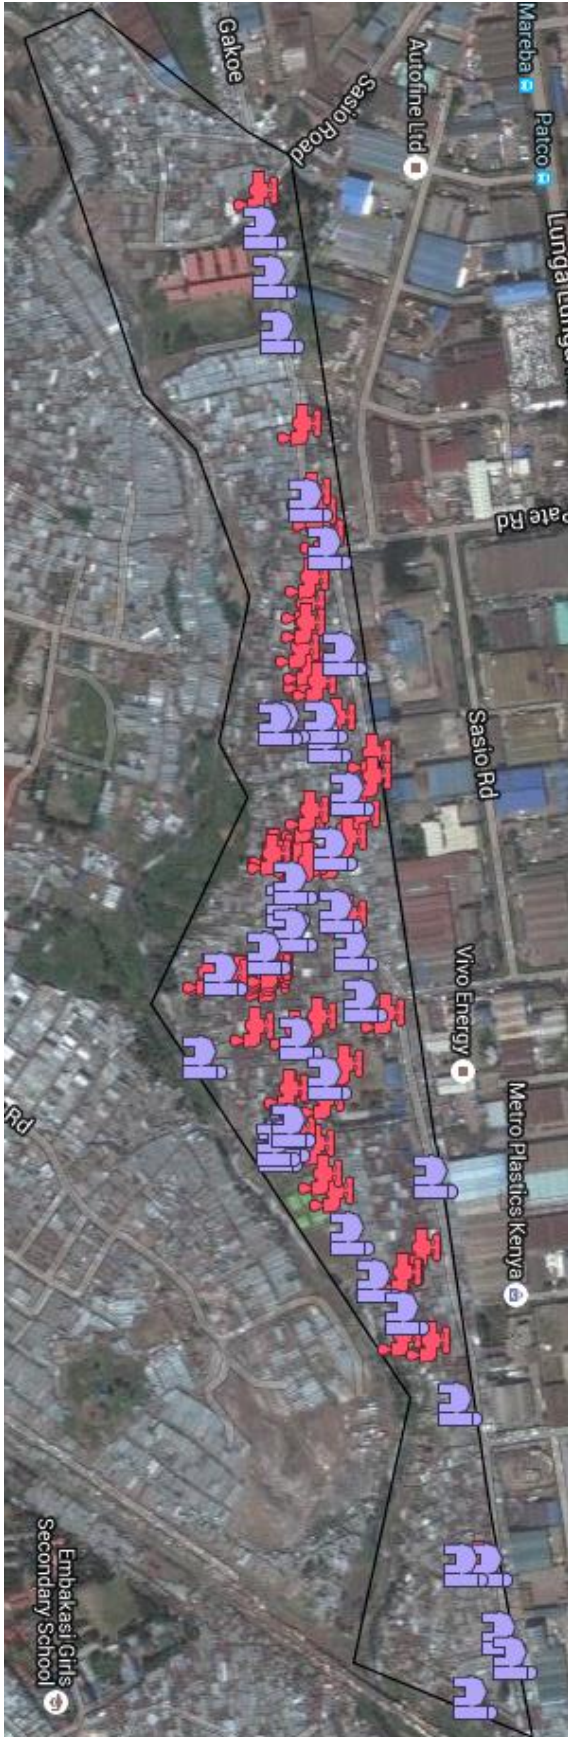 Gakoe
Sasio Road
Autofine Ltd
Mareba
Patco
Lunga Lunga
Pate Rd
Sasio Rd
Vivo Energy
Metro Plastics Kenya
Rd
Embakasi Girls
Secondary School